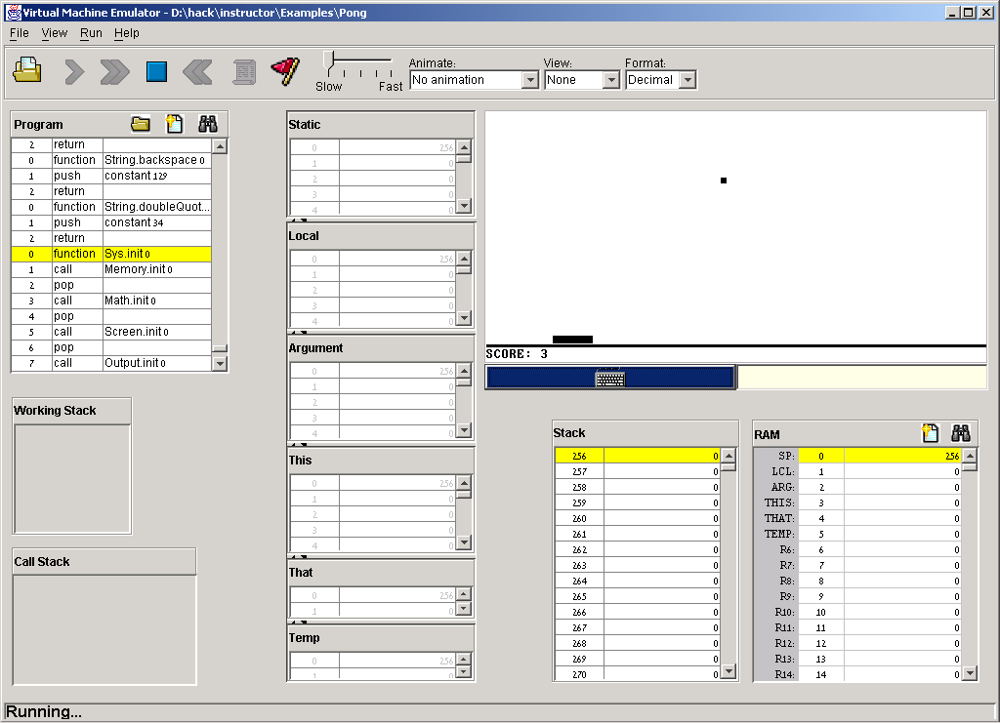 Virtual Machine Emulator - D:\hack\instructor\Examples\Pong
File View Run Help
Slow Fast
Animate:
No animation
View:
None
Format:
Decimal
Program
2 return
0 function String.backspace 0
1 push constant 129
2 return
0 function String.doubleQuot...
1 push constant 34
2 return
0 function Sys.init 0
1 call Memory.init 0
2 pop
3 call Math.init 0
4 pop
5 call Screen.init 0
6 pop
7 call Output.init 0
Working Stack
Call Stack
Static
0 256
1 0
2 0
3 0
4 0
Local
0 256
1 0
2 0
3 0
4 0
Argument
0 256
1 0
2 0
3 0
4 0
This
0 256
1 0
2 0
3 0
4 0
That
0 256
1 0
Temp
0 256
1 0
SCORE: 3
Stack
256 0
257 0
258 0
259 0
260 0
261 0
262 0
263 0
264 0
265 0
266 0
267 0
268 0
269 0
270 0
RAM
SP: 0 256
LCL: 1 0
ARG: 2 0
THIS: 3 0
THAT: 4 0
TEMP: 5 0
R6: 6 0
R7: 7 0
R8: 8 0
R9: 9 0
R10: 10 0
R11: 11 0
R12: 12 0
R13: 13 0
R14: 14 0
Running...